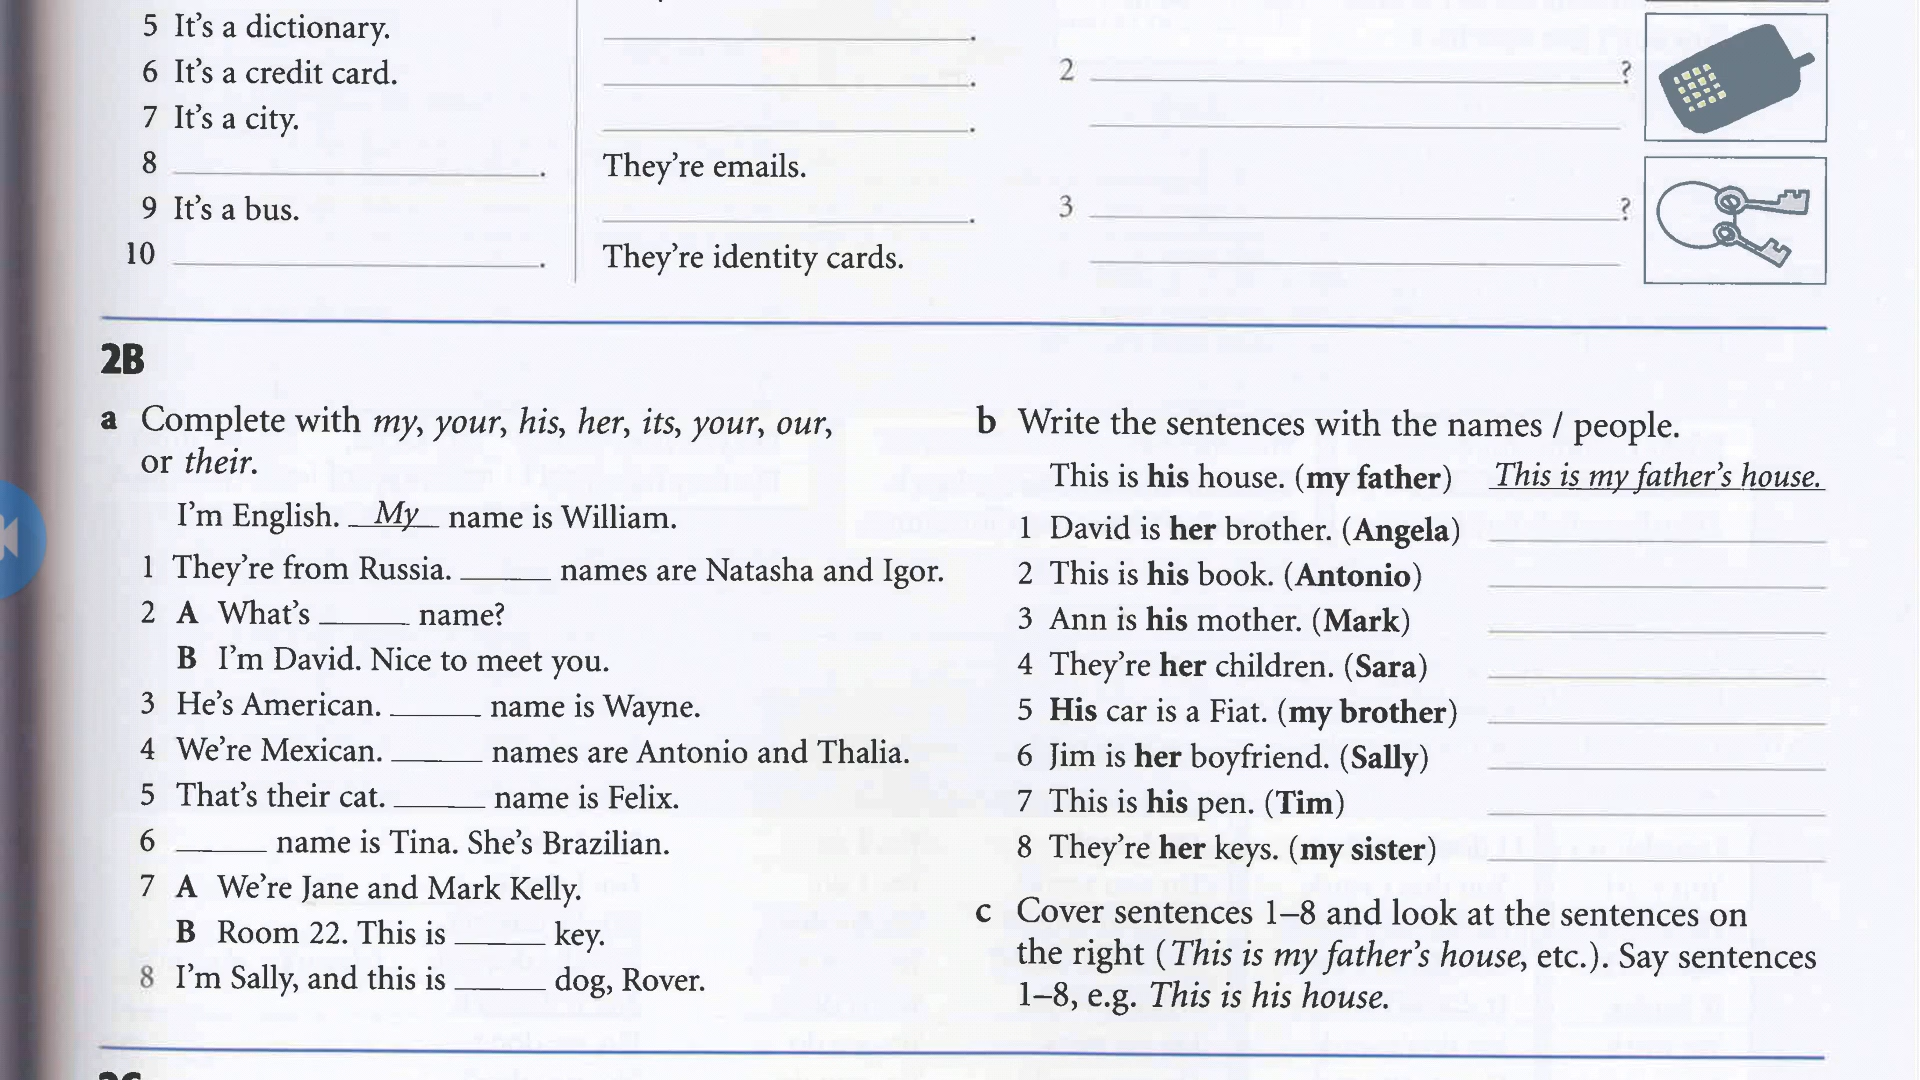 5 It's a dictionary. .
6 It's a credit card. .
7 It's a city. .
8 . They're emails.
9 It's a bus. .
10 . They're identity cards.
2 ?
3 ?
2B
a Complete with my, your, his, her, its, your, our,
or their.
I'm English. My name is William.
1 They're from Russia. names are Natasha and Igor.
2 A What's name?
B I'm David. Nice to meet you.
3 He's American. name is Wayne.
4 We're Mexican. names are Antonio and Thalia.
5 That's their cat. name is Felix.
6 name is Tina. She's Brazilian.
7 A We're Jane and Mark Kelly.
B Room 22. This is key.
8 I'm Sally, and this is dog, Rover.
b Write the sentences with the names / people.
This is his house. (my father) This is my father's house.
1 David is her brother. (Angela)
2 This is his book. (Antonio)
3 Ann is his mother. (Mark)
4 They're her children. (Sara)
5 His car is a Fiat. (my brother)
6 Jim is her boyfriend. (Sally)
7 This is his pen. (Tim)
8 They're her keys. (my sister)
c Cover sentences 1–8 and look at the sentences on
the right (This is my father's house, etc.). Say sentences
1–8, e.g. This is his house.